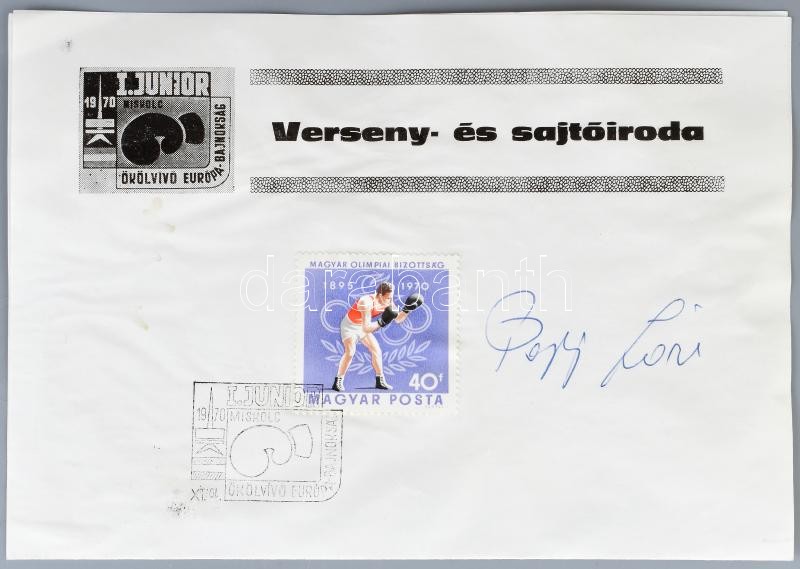 I. JUNIOR
1970
MISKOLC
ÖKÖLVÍVÓ EURÓPA-BAJNOKSÁG
Verseny- és sajtóiroda
MAGYAR OLIMPIAI BIZOTTSÁG
1895 1970
40f
MAGYAR POSTA
Papp Laci
I. JUNIOR
1970
MISKOLC
ÖKÖLVÍVÓ EURÓPA-BAJNOKSÁG
darabanth